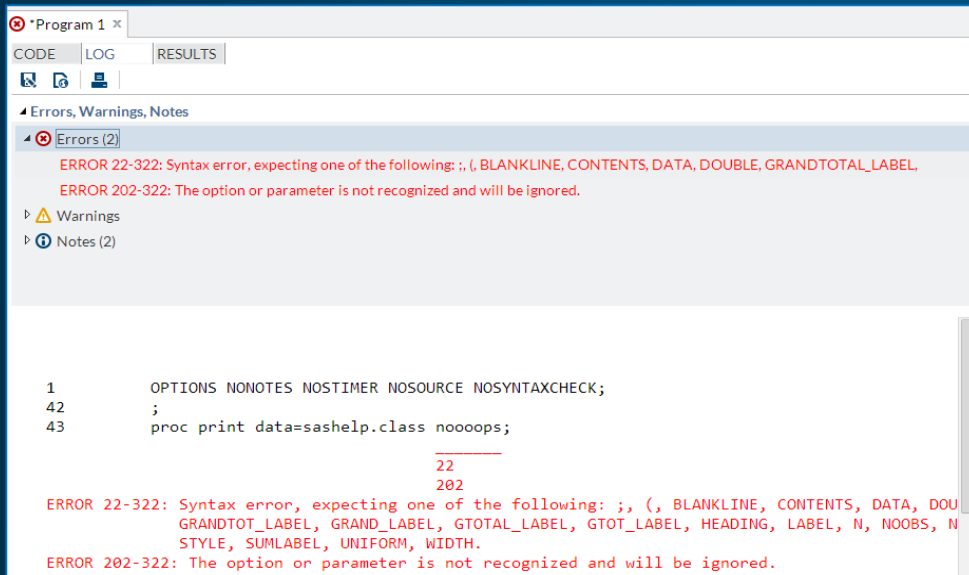 *Program 1 ×
CODE LOG RESULTS
Errors, Warnings, Notes
Errors (2)
ERROR 22-322: Syntax error, expecting one of the following: ;, (, BLANKLINE, CONTENTS, DATA, DOUBLE, GRANDTOTAL_LABEL,
ERROR 202-322: The option or parameter is not recognized and will be ignored.
Warnings
Notes (2)
1 OPTIONS NONOTES NOSTIMER NOSOURCE NOSYNTAXCHECK;
42 ;
43 proc print data=sashelp.class noooops;
_______
22
202
ERROR 22-322: Syntax error, expecting one of the following: ;, (, BLANKLINE, CONTENTS, DATA, DOU
GRANDTOT_LABEL, GRAND_LABEL, GTOTAL_LABEL, GTOT_LABEL, HEADING, LABEL, N, NOOBS, N
STYLE, SUMLABEL, UNIFORM, WIDTH.
ERROR 202-322: The option or parameter is not recognized and will be ignored.